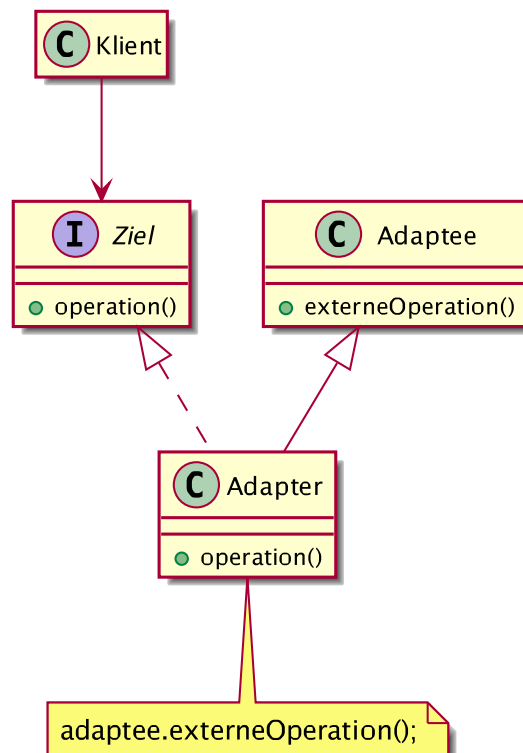 C Klient
I Ziel
operation()
C Adaptee
externeOperation()
C Adapter
operation()
adaptee.externeOperation();